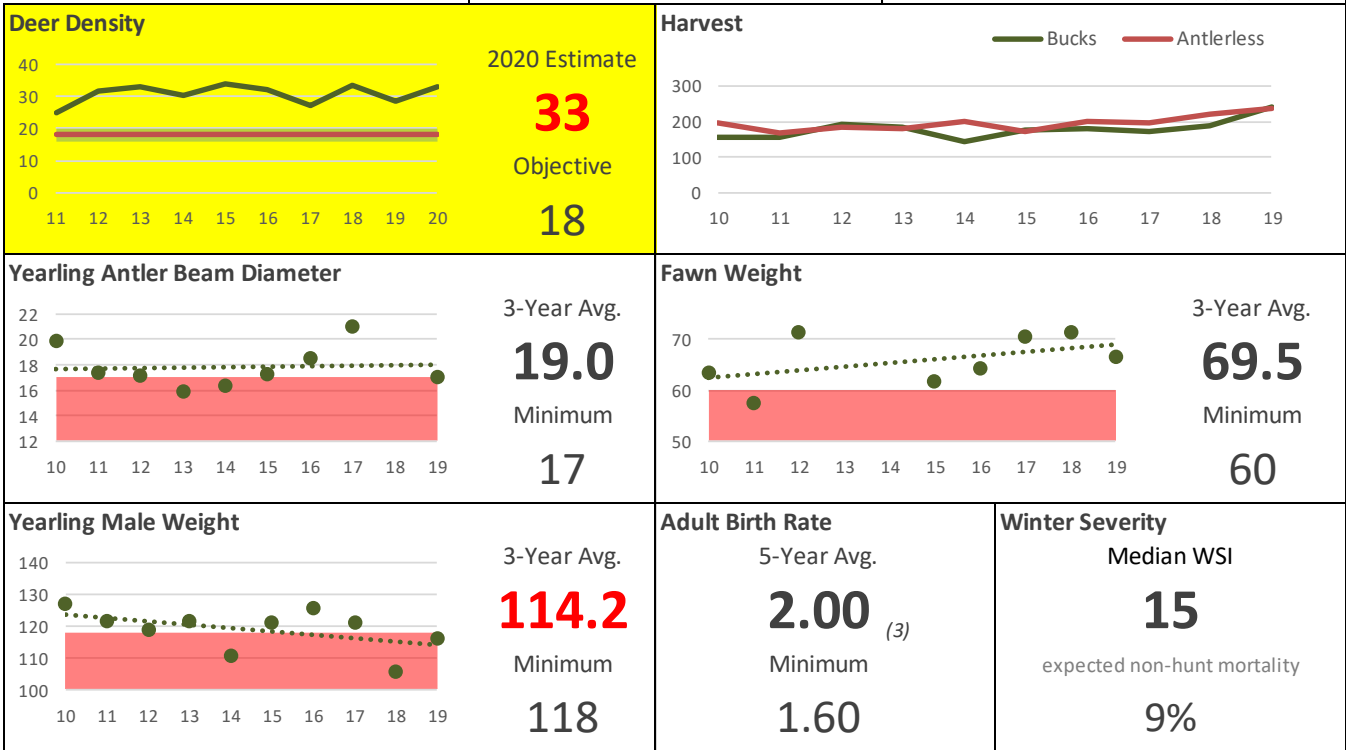 Deer Density
2020 Estimate
33
Objective
18
40
30
20
10
0
11 12 13 14 15 16 17 18 19 20
Harvest
Bucks Antlerless
300
200
100
0
10 11 12 13 14 15 16 17 18 19
Yearling Antler Beam Diameter
3-Year Avg.
19.0
Minimum
17
22
20
18
16
14
12
10 11 12 13 14 15 16 17 18 19
Fawn Weight
3-Year Avg.
69.5
Minimum
60
70
60
50
10 11 12 13 14 15 16 17 18 19
Yearling Male Weight
3-Year Avg.
114.2
Minimum
118
140
130
120
110
100
10 11 12 13 14 15 16 17 18 19
Adult Birth Rate
5-Year Avg.
2.00 (3)
Minimum
1.60
Winter Severity
Median WSI
15
expected non-hunt mortality
9%